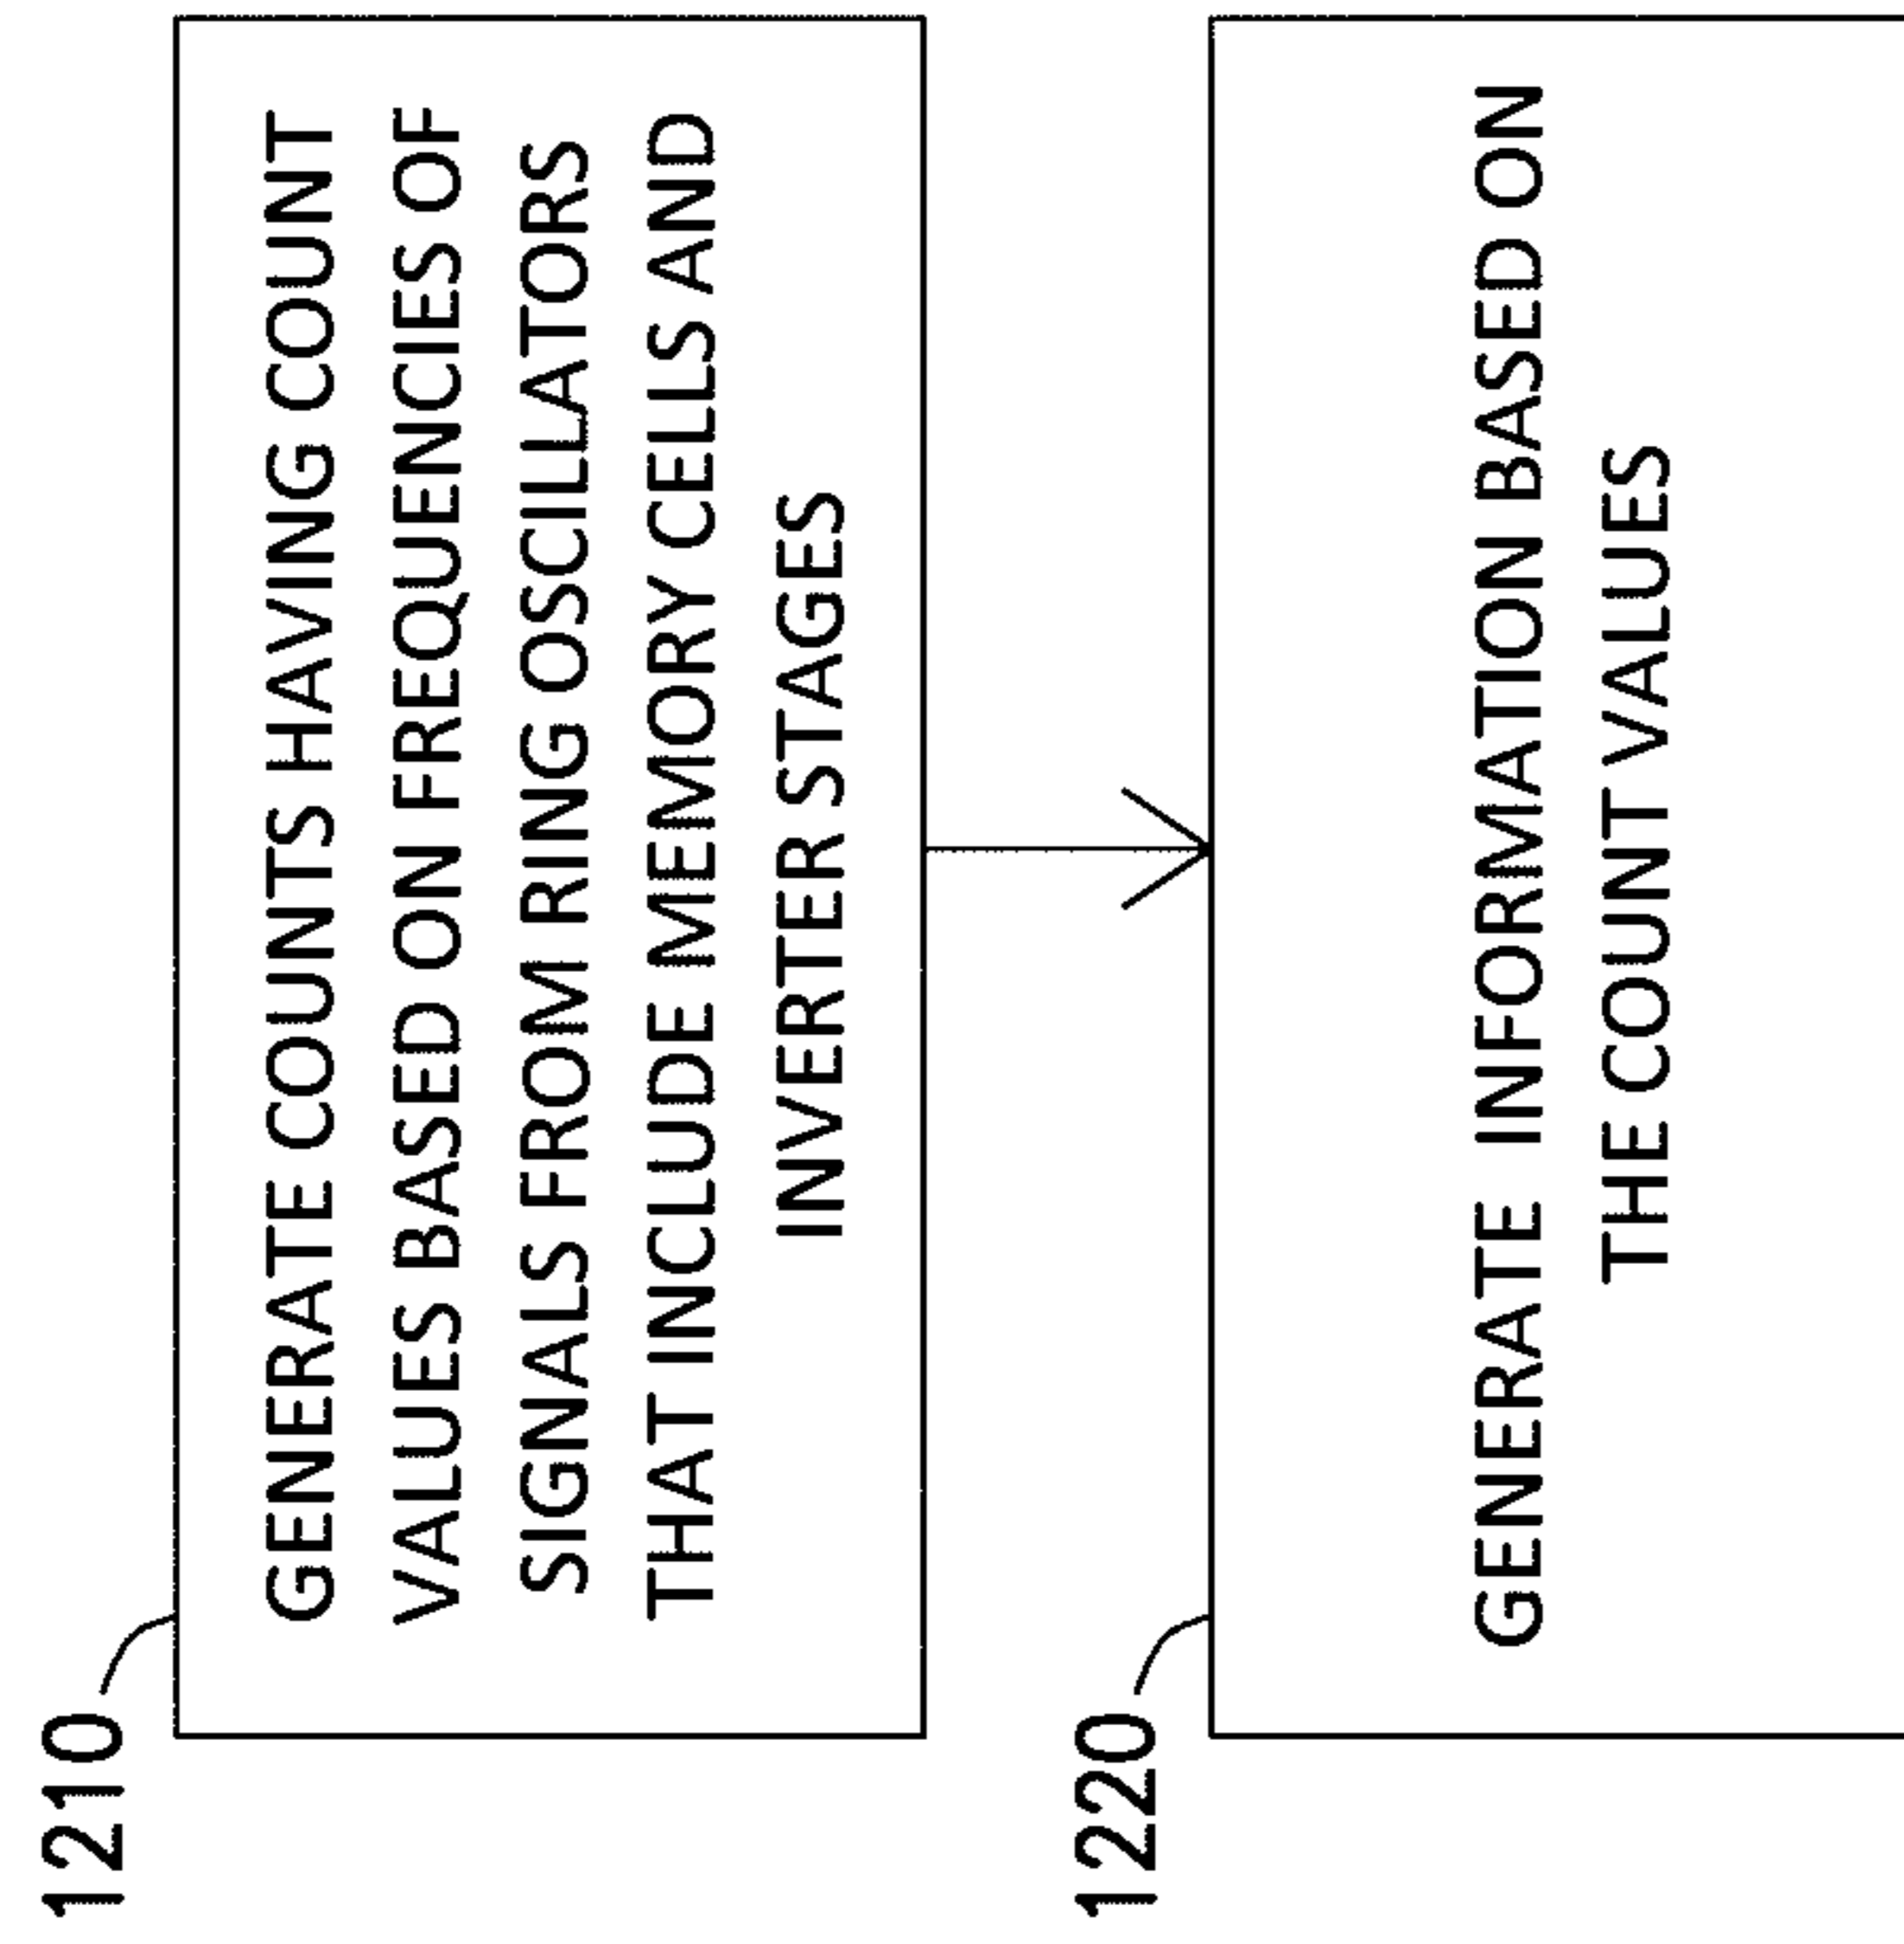 1210
GENERATE COUNTS HAVING COUNT
VALUES BASED ON FREQUENCIES OF
SIGNALS FROM RING OSCILLATORS
THAT INCLUDE MEMORY CELLS AND
INVERTER STAGES
1220
GENERATE INFORMATION BASED ON
THE COUNT VALUES